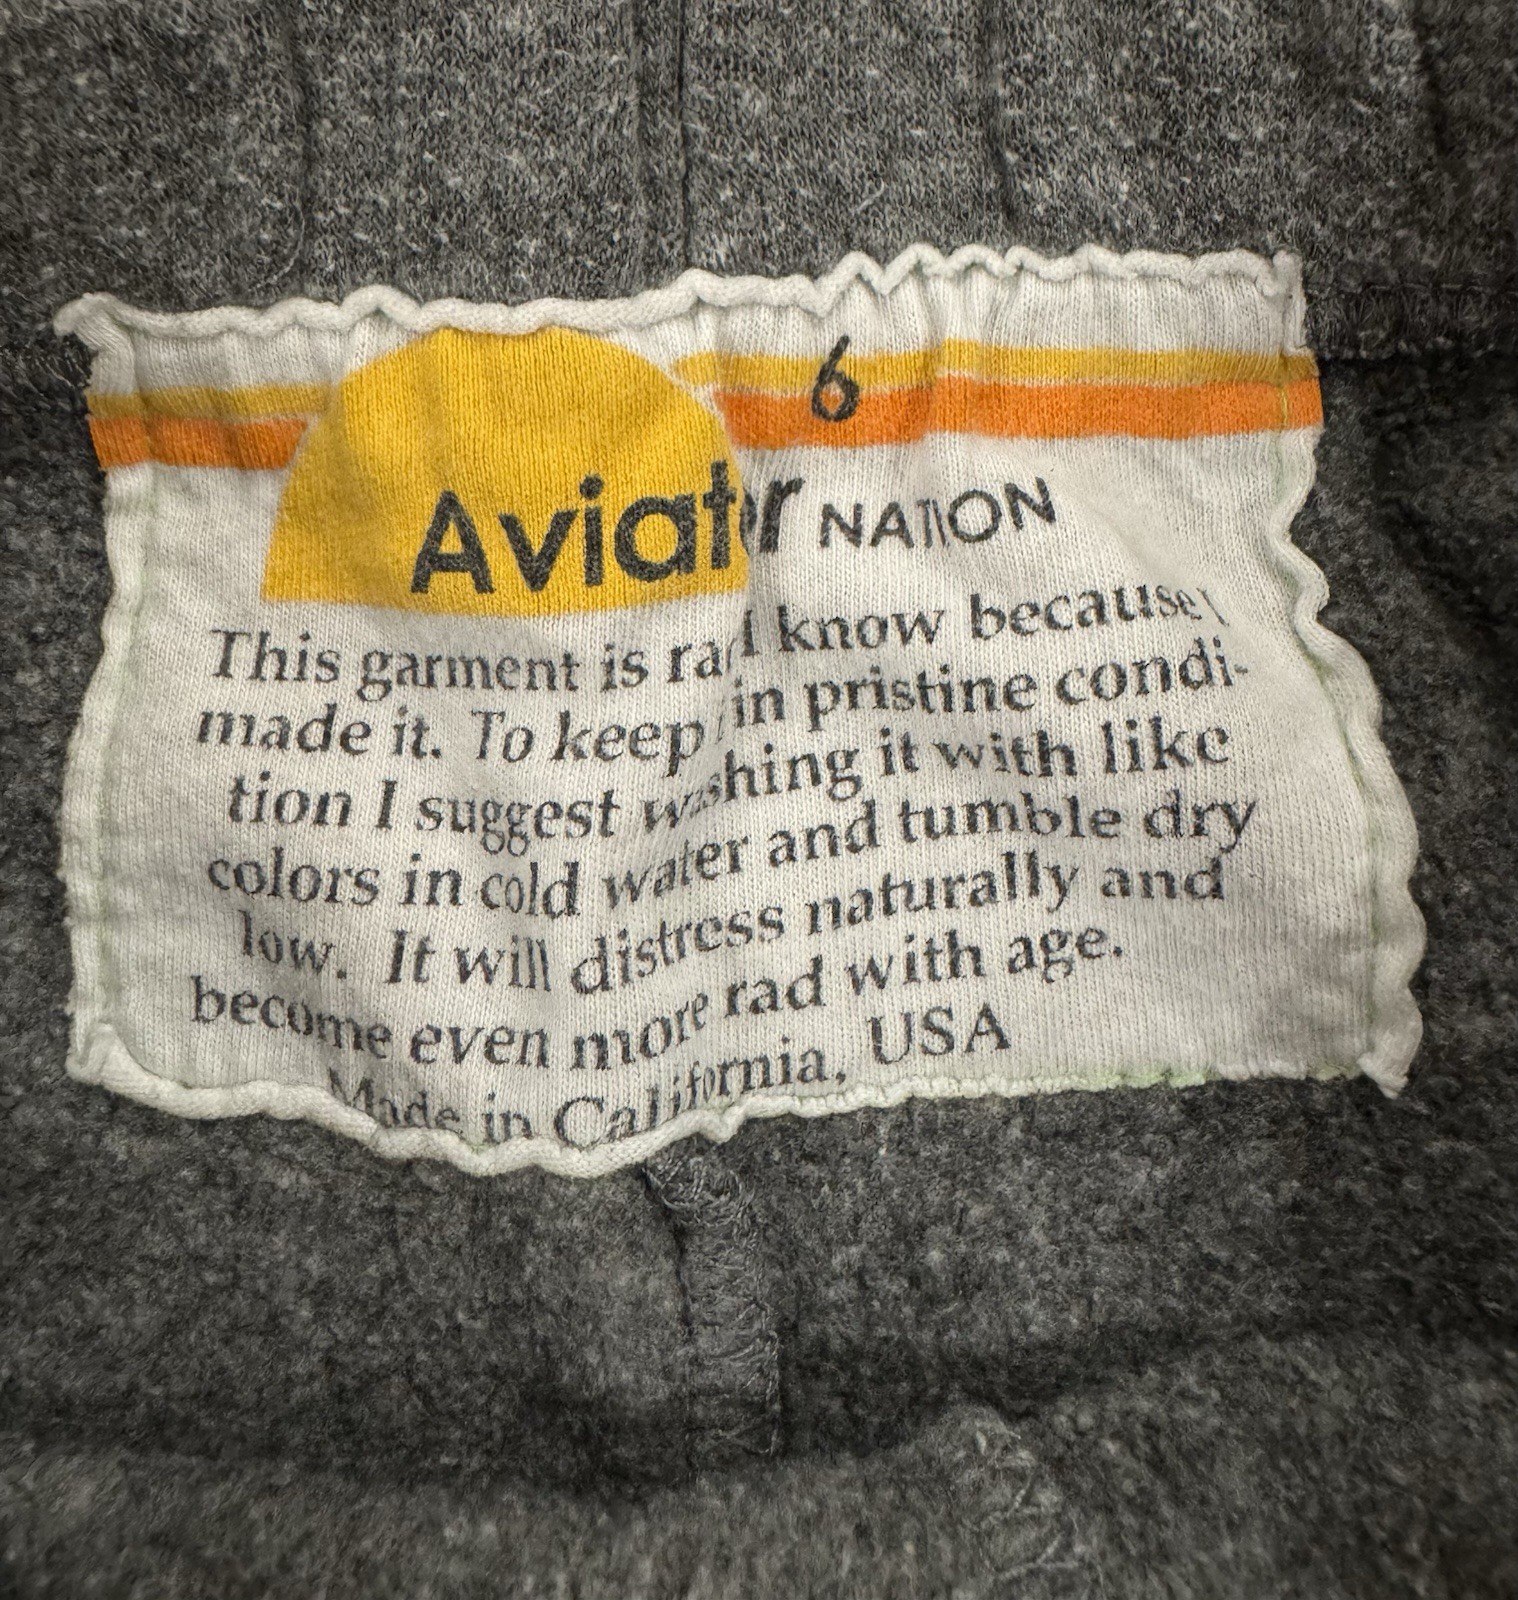 6
Aviator NATION
This garment is rad I know because I
made it. To keep in pristine condi-
tion I suggest washing it with like
colors in cold water and tumble dry
low. It will distress naturally and
become even more rad with age.
Made in California, USA